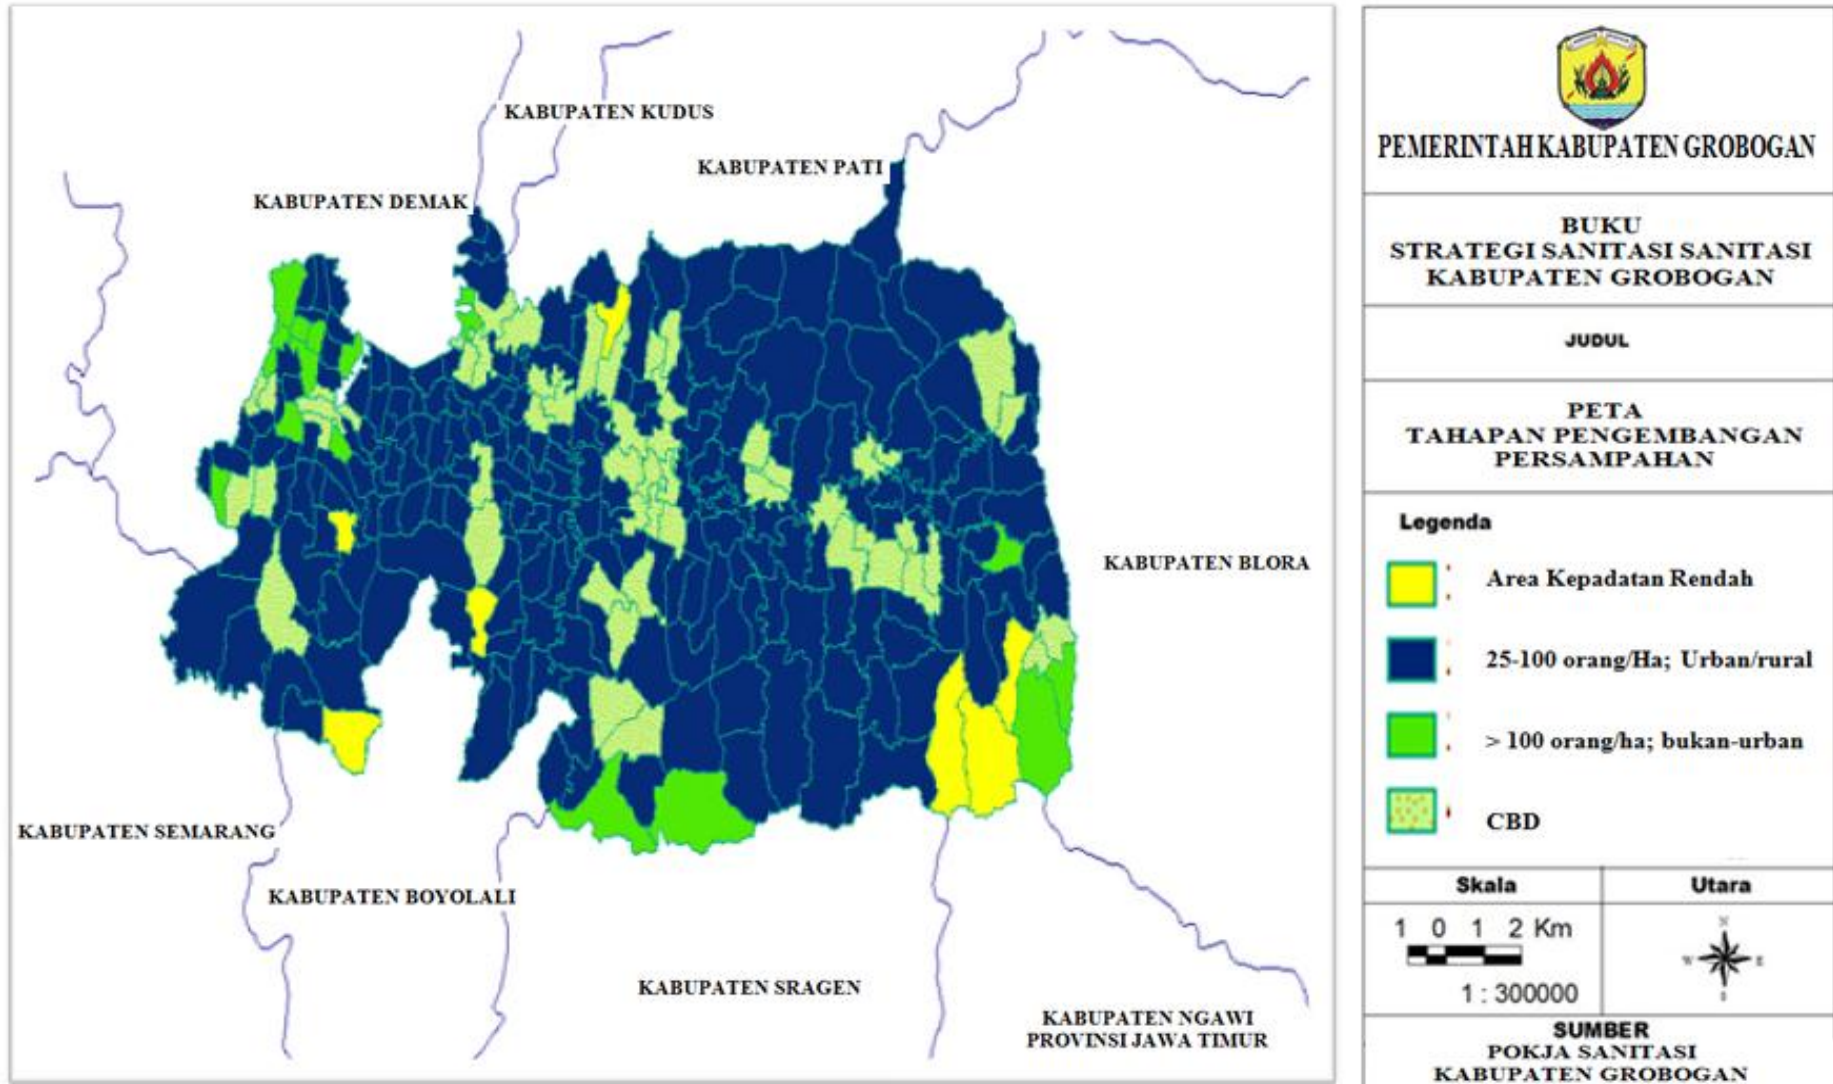 KABUPATEN KUDUS
KABUPATEN PATI
KABUPATEN DEMAK
KABUPATEN BLORA
KABUPATEN SEMARANG
KABUPATEN BOYOLALI
KABUPATEN SRAGEN
KABUPATEN NGAWI
PROVINSI JAWA TIMUR
PEMERINTAH KABUPATEN GROBOGAN
BUKU
STRATEGI SANITASI SANITASI
KABUPATEN GROBOGAN
JUDUL
PETA
TAHAPAN PENGEMBANGAN
PERSAMPAHAN
Legenda
: Area Kepadatan Rendah
: 25-100 orang/Ha; Urban/rural
: > 100 orang/ha; bukan-urban
: CBD
Skala
Utara
1 0 1 2 Km
1 : 300000
N
W E
SUMBER
POKJA SANITASI
KABUPATEN GROBOGAN